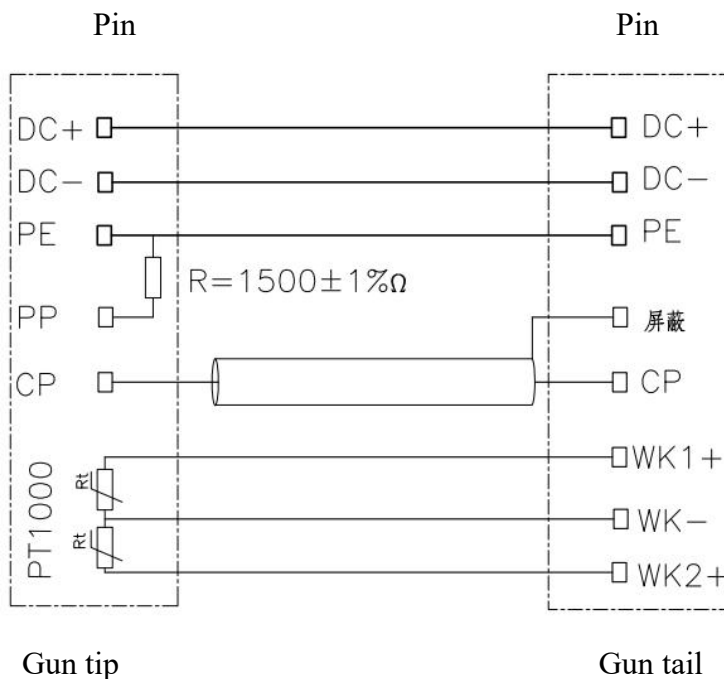 Pin
Pin
DC+
DC+
DC-
DC-
PE
PE
R=1500±1%Ω
PP
屏蔽
CP
CP
PT1000
Rt
Rt
WK1+
WK-
WK2+
Gun tip
Gun tail